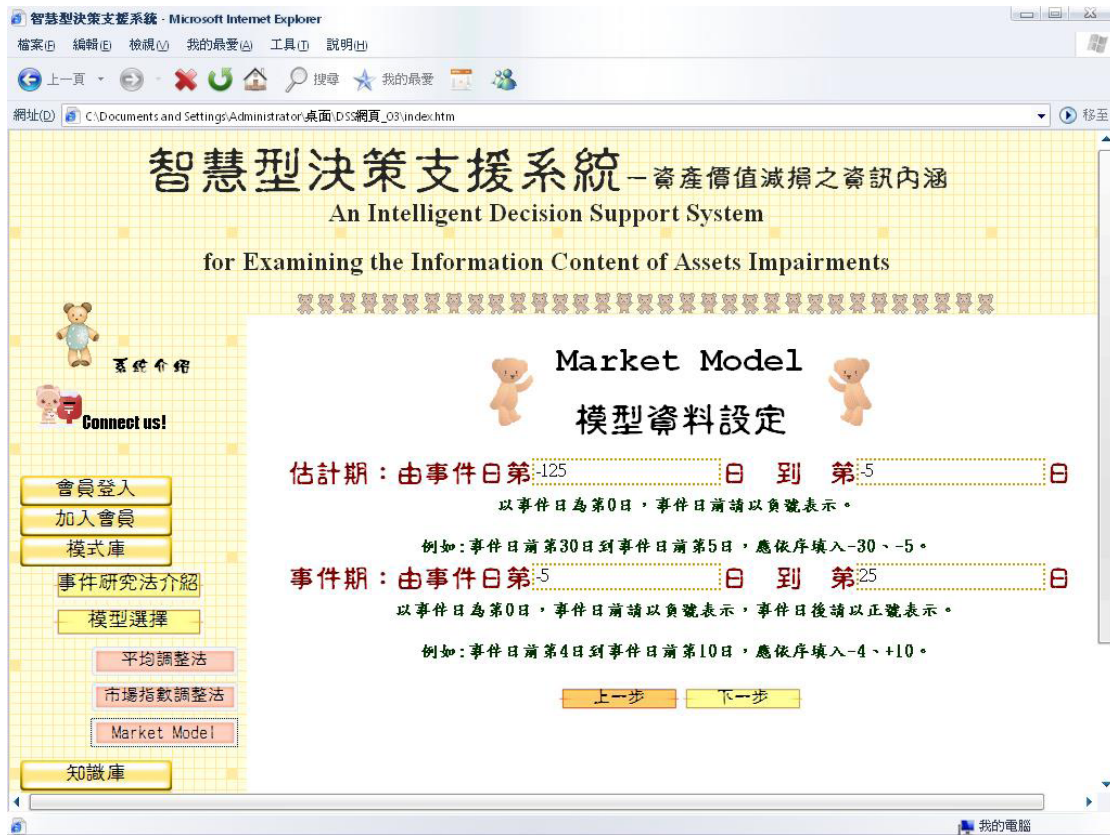 智慧型決策支援系統 - Microsoft Internet Explorer
檔案(F) 編輯(E) 檢視(V) 我的最愛(A) 工具(T) 說明(H)
上一頁 搜尋 我的最愛
網址(D) C:\Documents and Settings\Administrator\桌面\DSS網頁_03\index.htm 移至
智慧型決策支援系統－資產價值減損之資訊內涵
An Intelligent Decision Support System
for Examining the Information Content of Assets Impairments
系統介紹
Connect us!
會員登入
加入會員
模式庫
事件研究法介紹
模型選擇
平均調整法
市場指數調整法
Market Model
知識庫
Market Model
模型資料設定
估計期：由事件日第 -125 日 到 第 -5 日
以事件日為第0日，事件日前請以負號表示。
例如:事件日前第30日到事件日前第5日，應依序填入-30、-5。
事件期：由事件日第 -5 日 到 第 25 日
以事件日為第0日，事件日前請以負號表示，事件日後請以正號表示。
例如:事件日前第4日到事件日前第10日，應依序填入-4、+10。
上一步 下一步
我的電腦